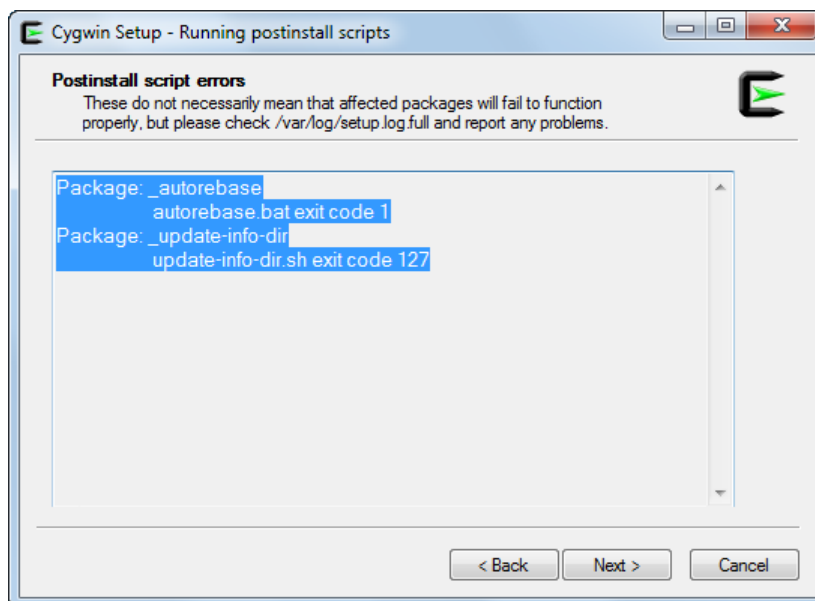 Cygwin Setup - Running postinstall scripts
Postinstall script errors
These do not necessarily mean that affected packages will fail to function
properly, but please check /var/log/setup.log.full and report any problems.
Package: _autorebase
autorebase.bat exit code 1
Package: _update-info-dir
update-info-dir.sh exit code 127
< Back
Next >
Cancel